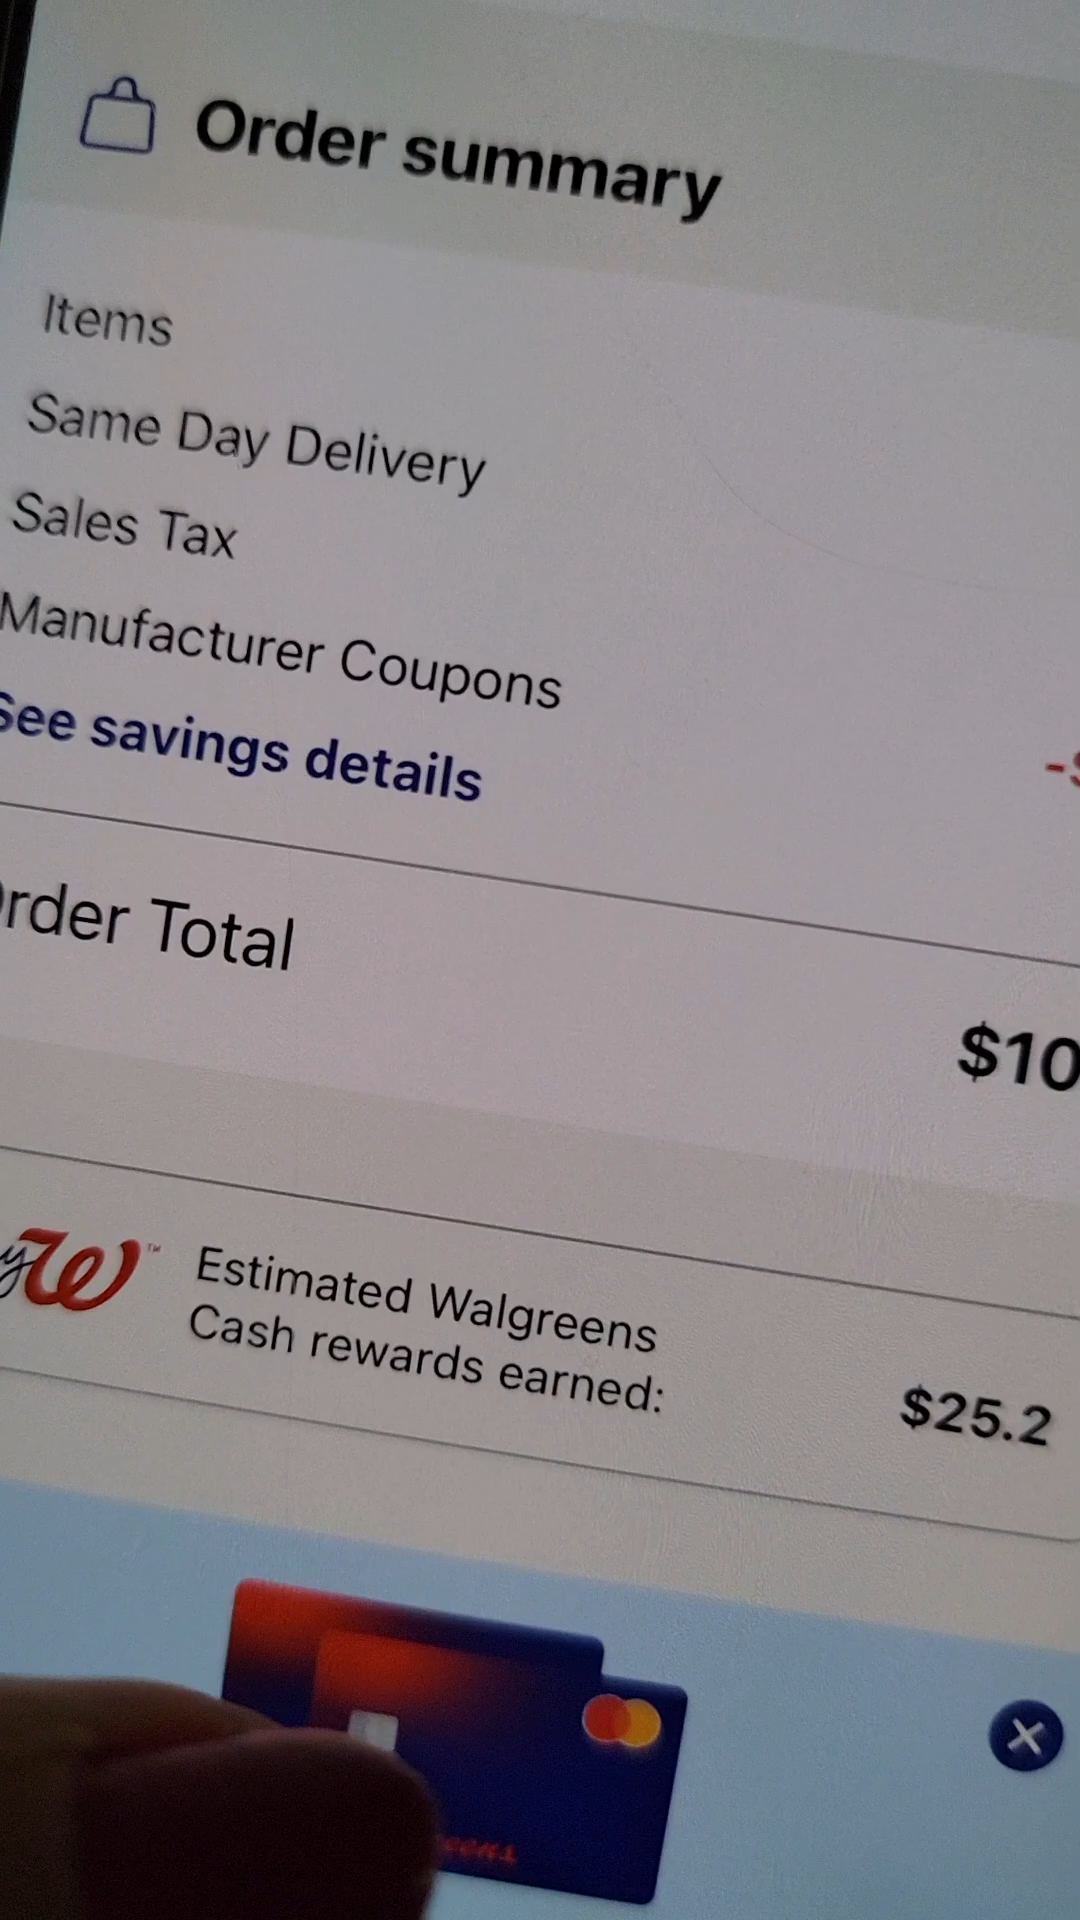 Order summary
Items
Same Day Delivery
Sales Tax
Manufacturer Coupons
See savings details
-$
Order Total
$10
yW™
Estimated Walgreens
Cash rewards earned:
$25.2